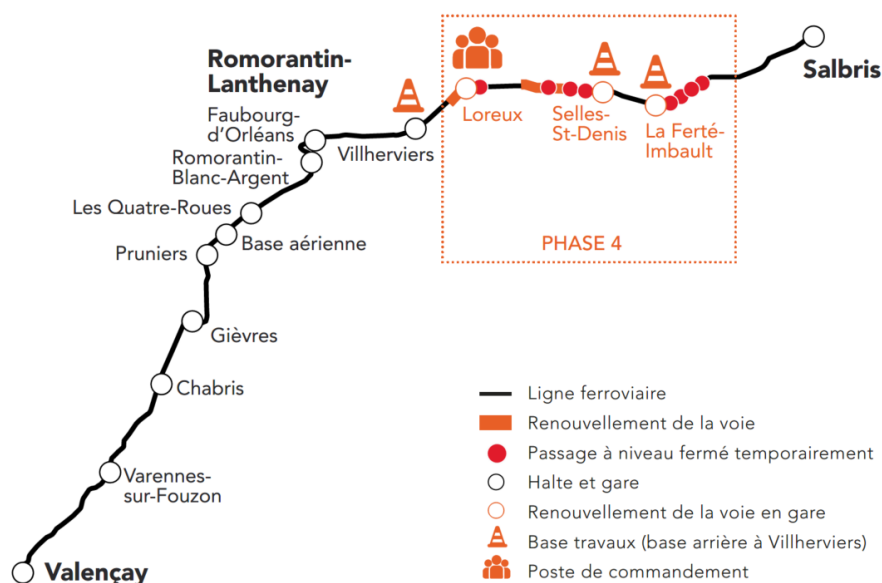 Romorantin-
Lanthenay
Salbris
Faubourg-
d'Orléans
Villherviers
Loreux
Selles-
St-Denis
La Ferté-
Imbault
Romorantin-
Blanc-Argent
Les Quatre-Roues
Base aérienne
Pruniers
PHASE 4
Gièvres
Chabris
Varennes-
sur-Fouzon
Valençay
Ligne ferroviaire
Renouvellement de la voie
Passage à niveau fermé temporairement
Halte et gare
Renouvellement de la voie en gare
Base travaux (base arrière à Villherviers)
Poste de commandement